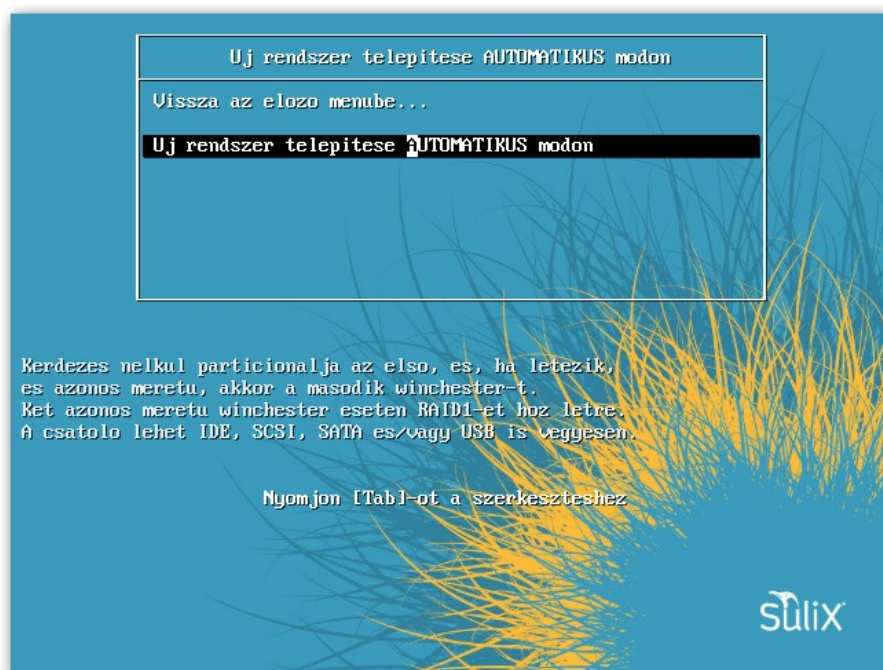 Uj rendszer telepitese AUTOMATIKUS modon
Vissza az elozo menube...
Uj rendszer telepitese AUTOMATIKUS modon
Kerdezes nelkul particionalja az elso, es, ha letezik,
es azonos meretu, akkor a masodik winchester-t.
Ket azonos meretu winchester eseten RAID1-et hoz letre.
A csatolo lehet IDE, SCSI, SATA es/vagy USB is vegyesen.
Nyomjon [Tab]-ot a szerkeszteshez
SuliX